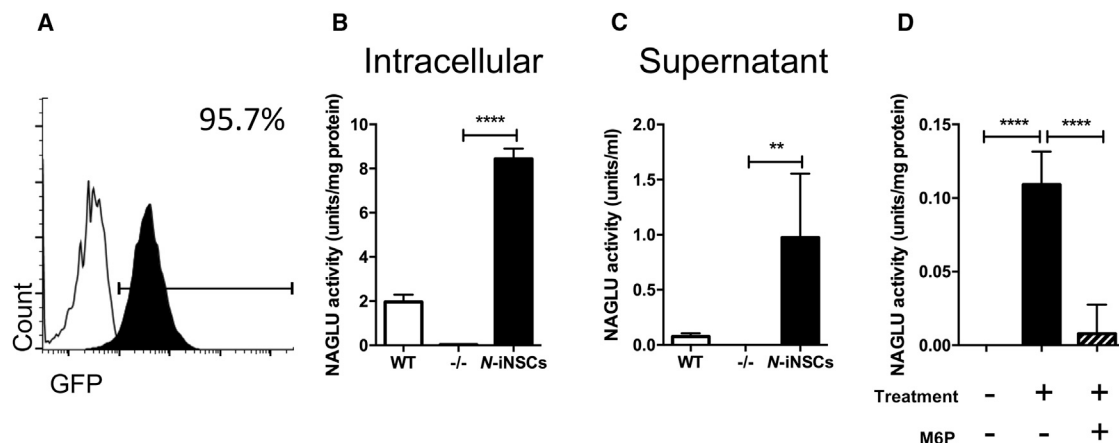 A
95.7%
Count
GFP
B
Intracellular
NAGLU activity (units/mg protein)
10
8
6
4
2
0
****
WT -/- N-iNSCs
C
Supernatant
NAGLU activity (units/ml)
2.0
1.5
1.0
0.5
0.0
**
WT -/- N-iNSCs
D
NAGLU activity (units/mg protein)
0.15
0.10
0.05
0.00
**** ****
Treatment - + +
M6P - - +